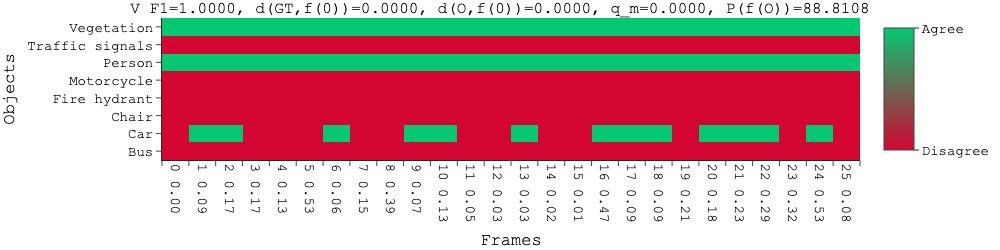 V F1=1.0000, d(GT,f(0))=0.0000, d(O,f(0))=0.0000, q_m=0.0000, P(f(O))=88.8108
Objects
Vegetation
Traffic signals
Person
Motorcycle
Fire hydrant
Chair
Car
Bus
Agree
Disagree
0 0.00
1 0.09
2 0.17
3 0.17
4 0.13
5 0.53
6 0.06
7 0.15
8 0.39
9 0.07
10 0.13
11 0.05
12 0.03
13 0.03
14 0.02
15 0.01
16 0.47
17 0.09
18 0.09
19 0.21
20 0.18
21 0.23
22 0.29
23 0.32
24 0.53
25 0.08
Frames